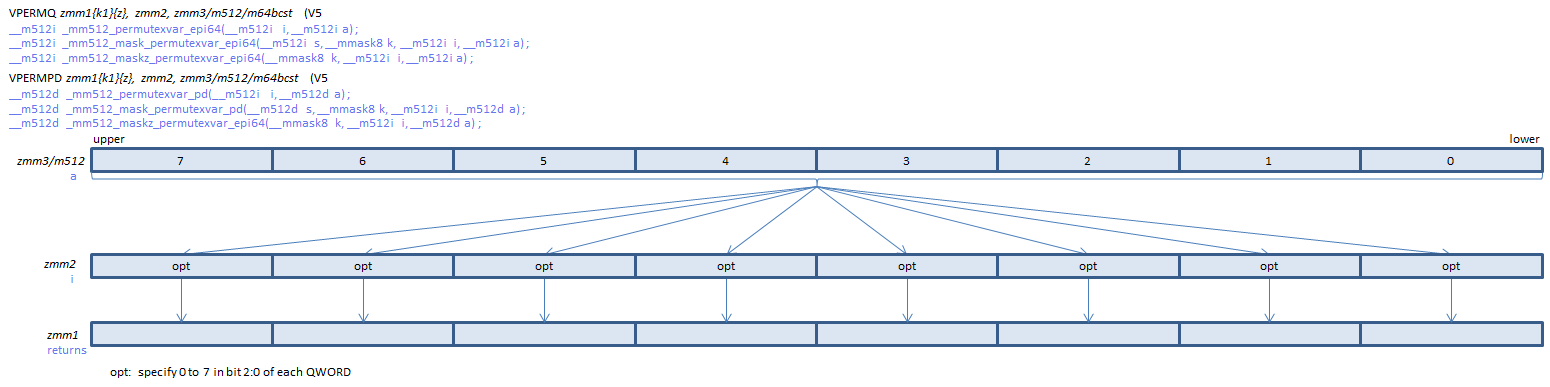 VPERMQ zmm1{k1}{z}, zmm2, zmm3/m512/m64bcst (V5
__m512i _mm512_permutexvar_epi64(__m512i i, __m512i a);
__m512i _mm512_mask_permutexvar_epi64(__m512i s, __mmask8 k, __m512i i, __m512i a);
__m512i _mm512_maskz_permutexvar_epi64(__mmask8 k, __m512i i, __m512i a);
VPERMPD zmm1{k1}{z}, zmm2, zmm3/m512/m64bcst (V5
__m512d _mm512_permutexvar_pd(__m512i i, __m512d a);
__m512d _mm512_mask_permutexvar_pd(__m512d s, __mmask8 k, __m512i i, __m512d a);
__m512d _mm512_maskz_permutexvar_epi64(__mmask8 k, __m512i i, __m512d a);
upper lower
zmm3/m512 7 6 5 4 3 2 1 0
a
zmm2 opt opt opt opt opt opt opt opt
i
zmm1
returns
opt: specify 0 to 7 in bit 2:0 of each QWORD